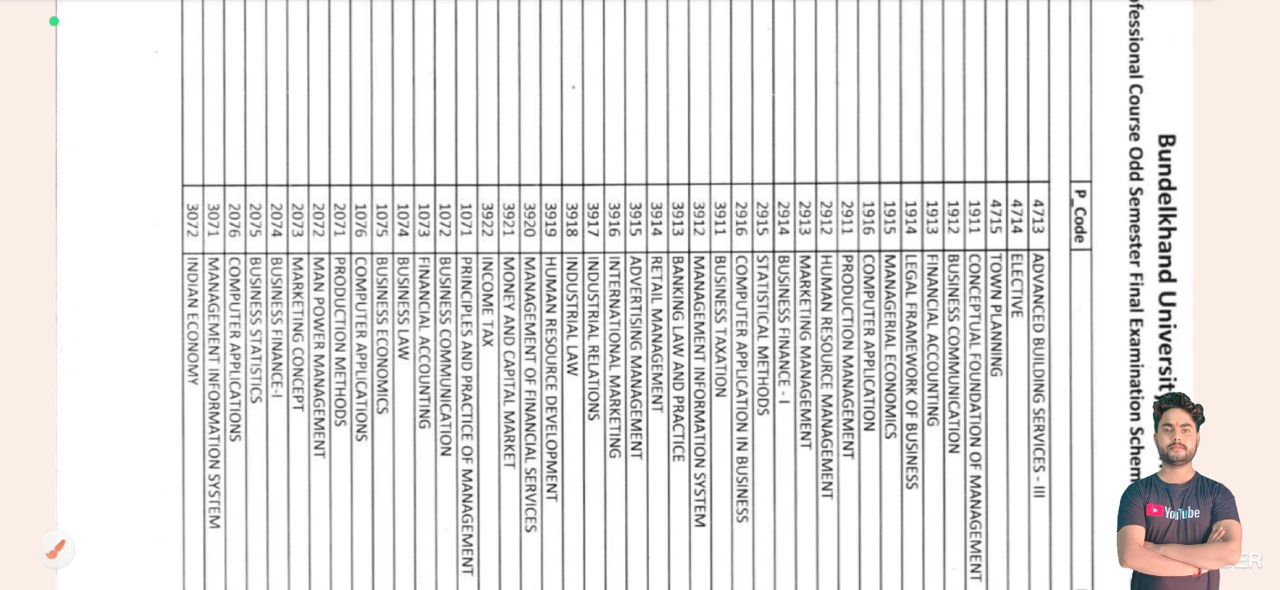 Bundelkhand Universit
ofessional Course Odd Semester Final Examination Schem
P_Code
4713 ADVANCED BUILDING SERVICES - III
4714 ELECTIVE
4715 TOWN PLANNING
1911 CONCEPTUAL FOUNDATION OF MANAGEMENT
1912 BUSINESS COMMUNICATION
1913 FINANCIAL ACCOUNTING
1914 LEGAL FRAMEWORK OF BUSINESS
1915 MANAGERIAL ECONOMICS
1916 COMPUTER APPLICATION
2911 PRODUCTION MANAGEMENT
2912 HUMAN RESOURCE MANAGEMENT
2913 MARKETING MANAGEMENT
2914 BUSINESS FINANCE - I
2915 STATISTICAL METHODS
2916 COMPUTER APPLICATION IN BUSINESS
3911 BUSINESS TAXATION
3912 MANAGEMENT INFORMATION SYSTEM
3913 BANKING LAW AND PRACTICE
3914 RETAIL MANAGEMENT
3915 ADVERTISING MANAGEMENT
3916 INTERNATIONAL MARKETING
3917 INDUSTRIAL RELATIONS
3918 INDUSTRIAL LAW
3919 HUMAN RESOURCE DEVELOPMENT
3920 MANAGEMENT OF FINANCIAL SERVICES
3921 MONEY AND CAPITAL MARKET
3922 INCOME TAX
1071 PRINCIPLES AND PRACTICE OF MANAGEMENT
1072 BUSINESS COMMUNICATION
1073 FINANCIAL ACCOUNTING
1074 BUSINESS LAW
1075 BUSINESS ECONOMICS
1076 COMPUTER APPLICATIONS
2071 PRODUCTION METHODS
2072 MAN POWER MANAGEMENT
2073 MARKETING CONCEPT
2074 BUSINESS FINANCE-I
2075 BUSINESS STATISTICS
2076 COMPUTER APPLICATIONS
3071 MANAGEMENT INFORMATION SYSTEM
3072 INDIAN ECONOMY
YouTube